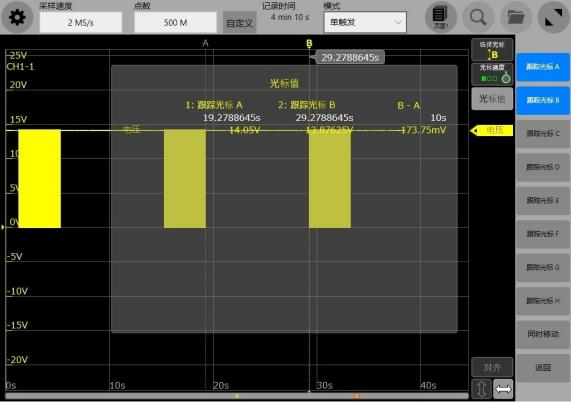 采样速度
点数
记录时间
模式
2 MS/s
500 M
自定义
4 min 10 s
单触发
页面1
A
B
29.2788645s
选择光标
B
光标速度
光标值
电压
25V
CH1-1
20V
15V
10
5V
0V
-5V
-10V
-15V
-20V
0s
10s
20s
30s
40s
光标值
1: 跟踪光标 A
2: 跟踪光标 B
B - A
19.2788645s
29.2788645s
10s
电压
14.05V
13.87625V
-173.75mV
对齐
跟踪光标 A
跟踪光标 B
跟踪光标 C
跟踪光标 D
跟踪光标 E
跟踪光标 F
跟踪光标 G
跟踪光标 H
同时移动
返回